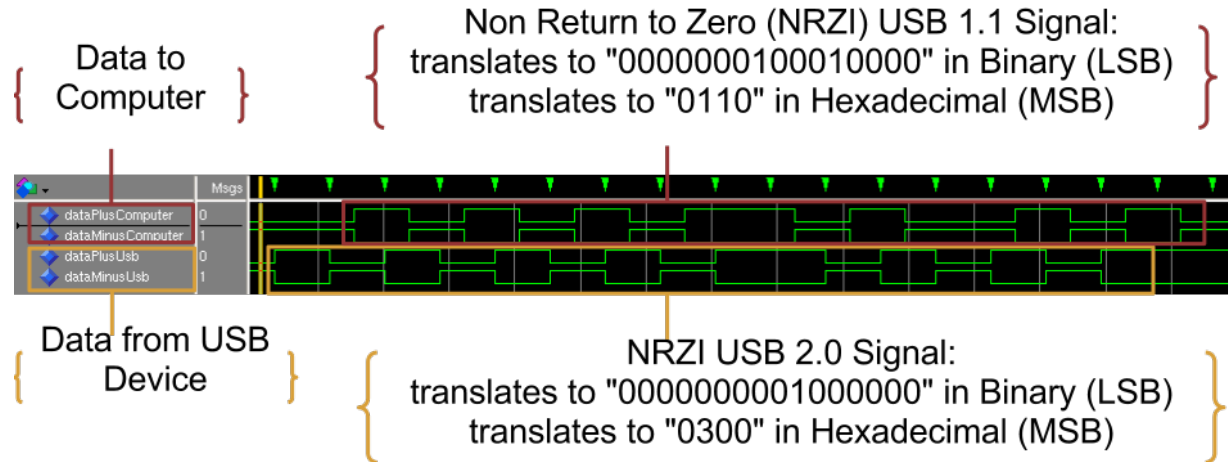 Data to
Computer
Non Return to Zero (NRZI) USB 1.1 Signal:
translates to "0000000100010000" in Binary (LSB)
translates to "0110" in Hexadecimal (MSB)
Msgs
dataPlusComputer 0
dataMinusComputer 1
dataPlusUsb 0
dataMinusUsb 1
Data from USB
Device
NRZI USB 2.0 Signal:
translates to "0000000001000000" in Binary (LSB)
translates to "0300" in Hexadecimal (MSB)